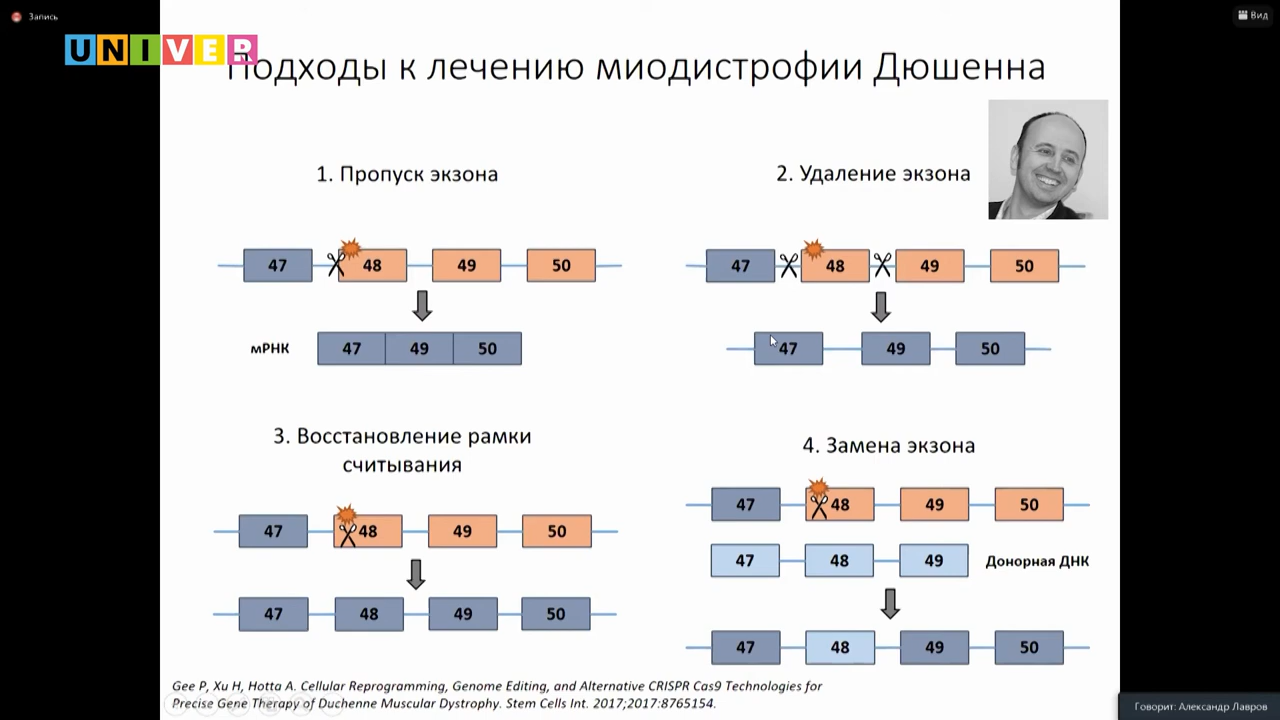 Запись
Вид
UNIVER
Подходы к лечению миодистрофии Дюшенна
1. Пропуск экзона
47 48 49 50
мРНК 47 49 50
2. Удаление экзона
47 48 49 50
47 49 50
3. Восстановление рамки
считывания
47 48 49 50
47 48 49 50
4. Замена экзона
47 48 49 50
47 48 49 Донорная ДНК
47 48 49 50
Gee P, Xu H, Hotta A. Cellular Reprogramming, Genome Editing, and Alternative CRISPR Cas9 Technologies for
Precise Gene Therapy of Duchenne Muscular Dystrophy. Stem Cells Int. 2017;2017:8765154.
Говорит: Александр Лавров